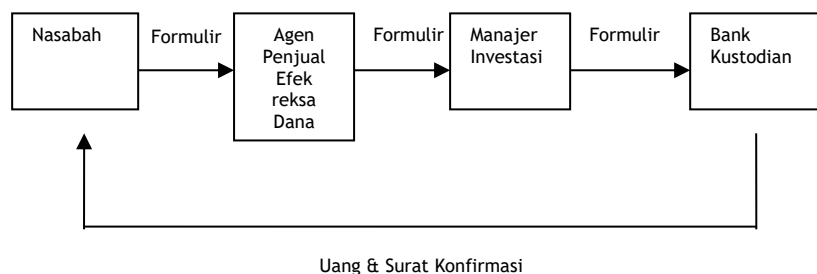 Nasabah
Formulir
Agen
Penjual
Efek
reksa
Dana
Formulir
Manajer
Investasi
Formulir
Bank
Kustodian
Uang & Surat Konfirmasi